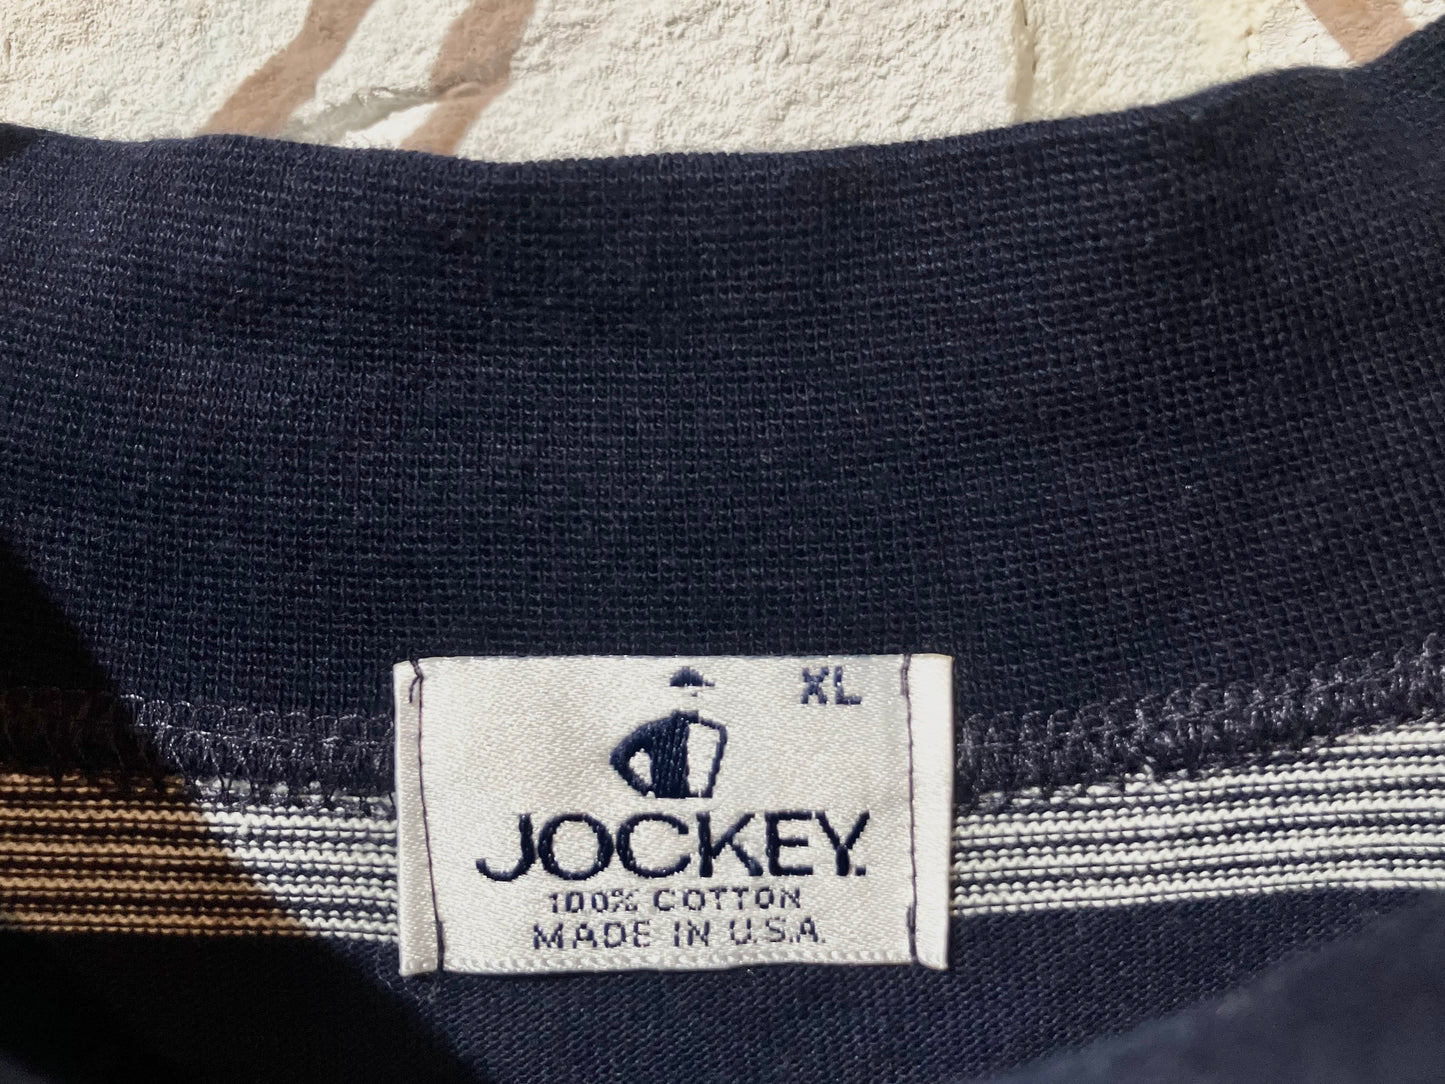 XL
JOCKEY.
100% COTTON
MADE IN U.S.A.